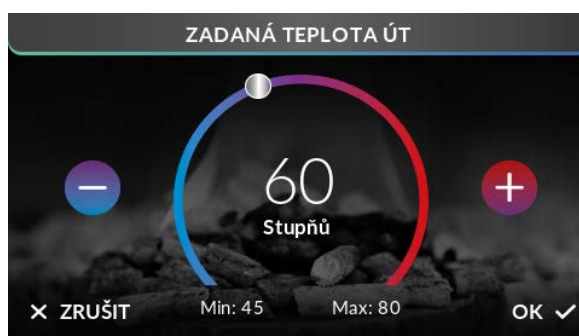 ZADANÁ TEPLOTA ÚT
60
Stupňů
Min: 45 Max: 80
ZRUŠIT OK